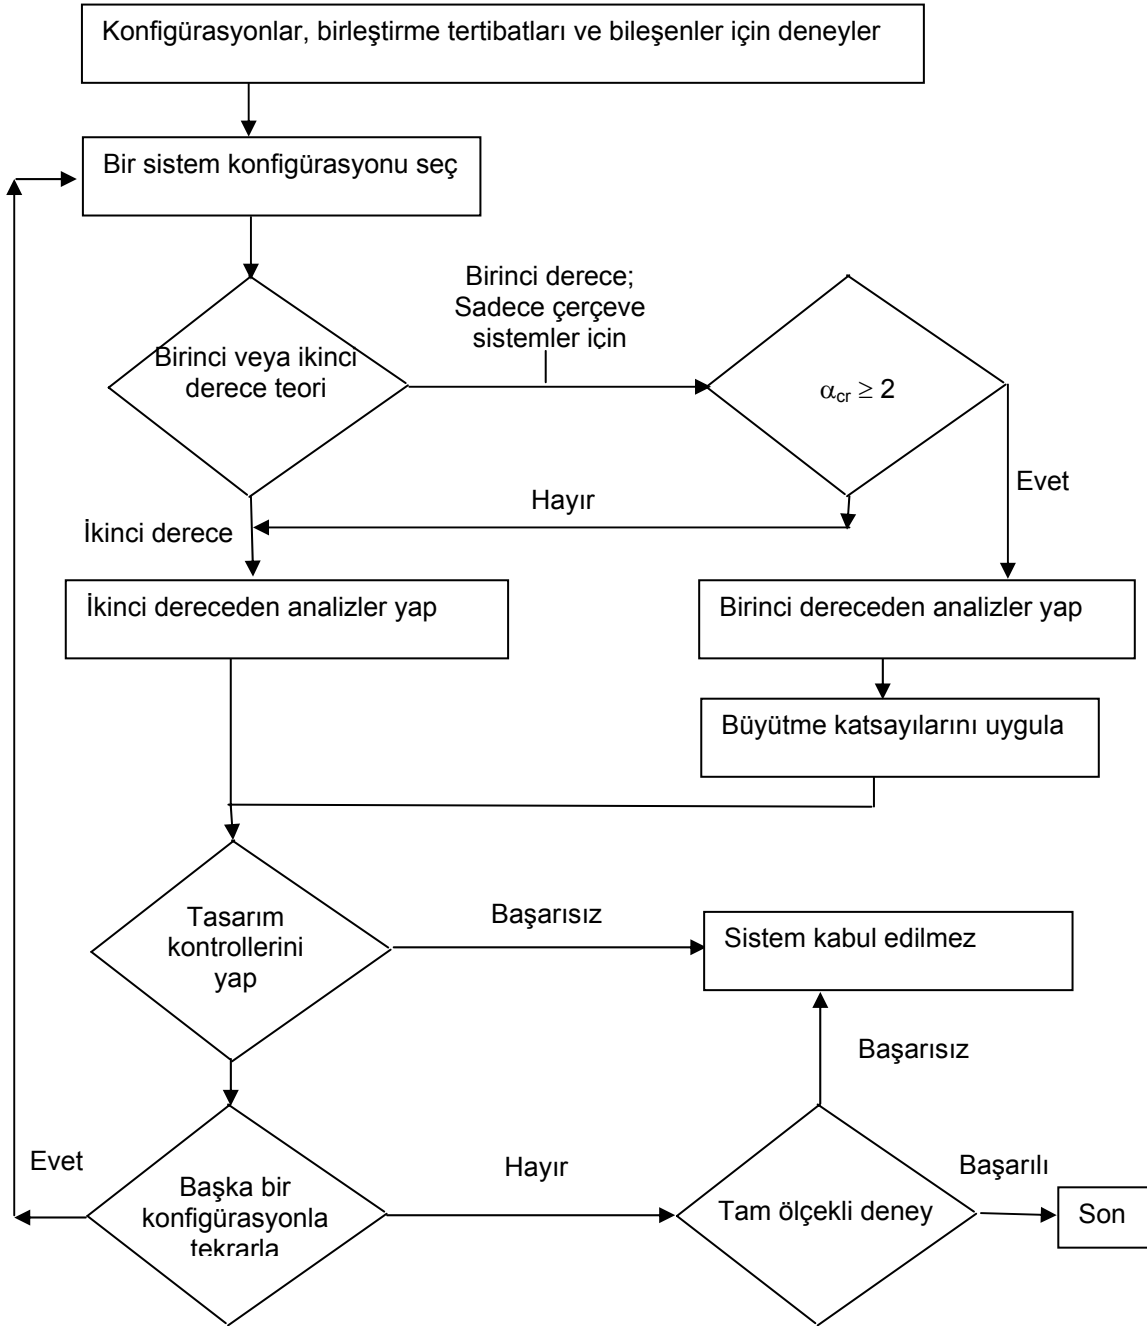 Konfigürasyonlar, birleştirme tertibatları ve bileşenler için deneyler
Bir sistem konfigürasyonu seç
Birinci derece;
Sadece çerçeve
sistemler için
Birinci veya ikinci
derece teori
αcr ≥ 2
Evet
Hayır
İkinci derece
İkinci dereceden analizler yap
Birinci dereceden analizler yap
Büyütme katsayılarını uygula
Tasarım
kontrollerini
yap
Başarısız
Sistem kabul edilmez
Başarısız
Evet
Başka bir
konfigürasyonla
tekrarla
Hayır
Tam ölçekli deney
Başarılı
Son